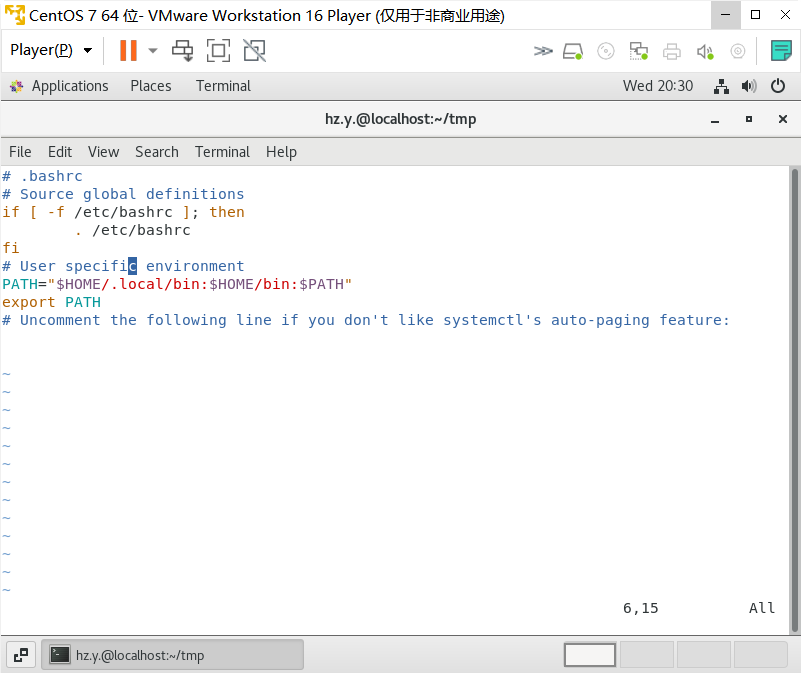 CentOS 7 64 位- VMware Workstation 16 Player (仅用于非商业用途)
Player(P)
Applications Places Terminal Wed 20:30
hz.y.@localhost:~/tmp
File Edit View Search Terminal Help
# .bashrc
# Source global definitions
if [ -f /etc/bashrc ]; then
        . /etc/bashrc
fi
# User specific environment
PATH="$HOME/.local/bin:$HOME/bin:$PATH"
export PATH
# Uncomment the following line if you don't like systemctl's auto-paging feature:
~
~
~
~
~
~
~
~
~
~
~
~
~
6,15 All
hz.y.@localhost:~/tmp